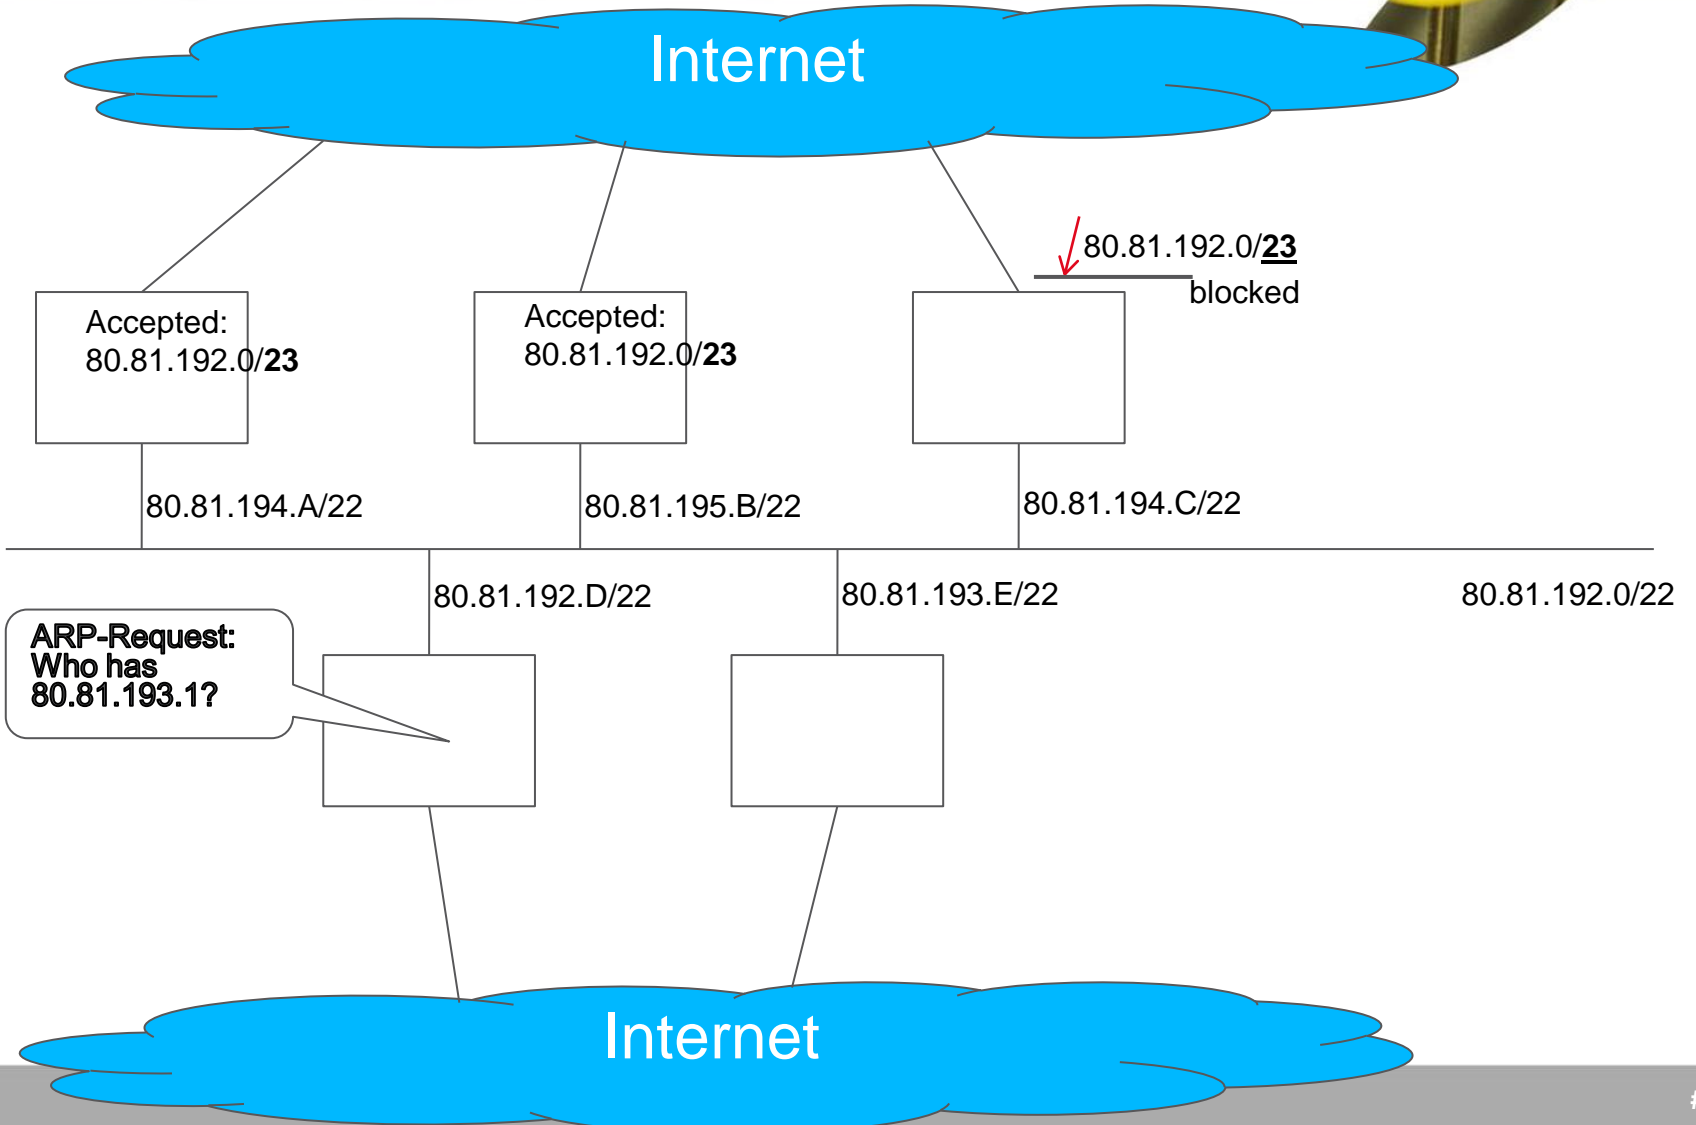 Internet
80.81.192.0/23
blocked
Accepted:
80.81.192.0/23
Accepted:
80.81.192.0/23
80.81.194.A/22
80.81.195.B/22
80.81.194.C/22
80.81.192.D/22
80.81.193.E/22
80.81.192.0/22
ARP-Request:
Who has
80.81.193.1?
Internet